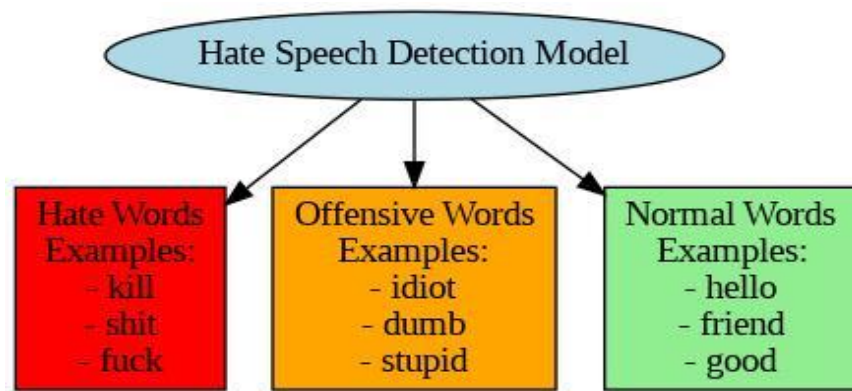 Hate Speech Detection Model
Hate Words
Examples:
- kill
- shit
- fuck
Offensive Words
Examples:
- idiot
- dumb
- stupid
Normal Words
Examples:
- hello
- friend
- good